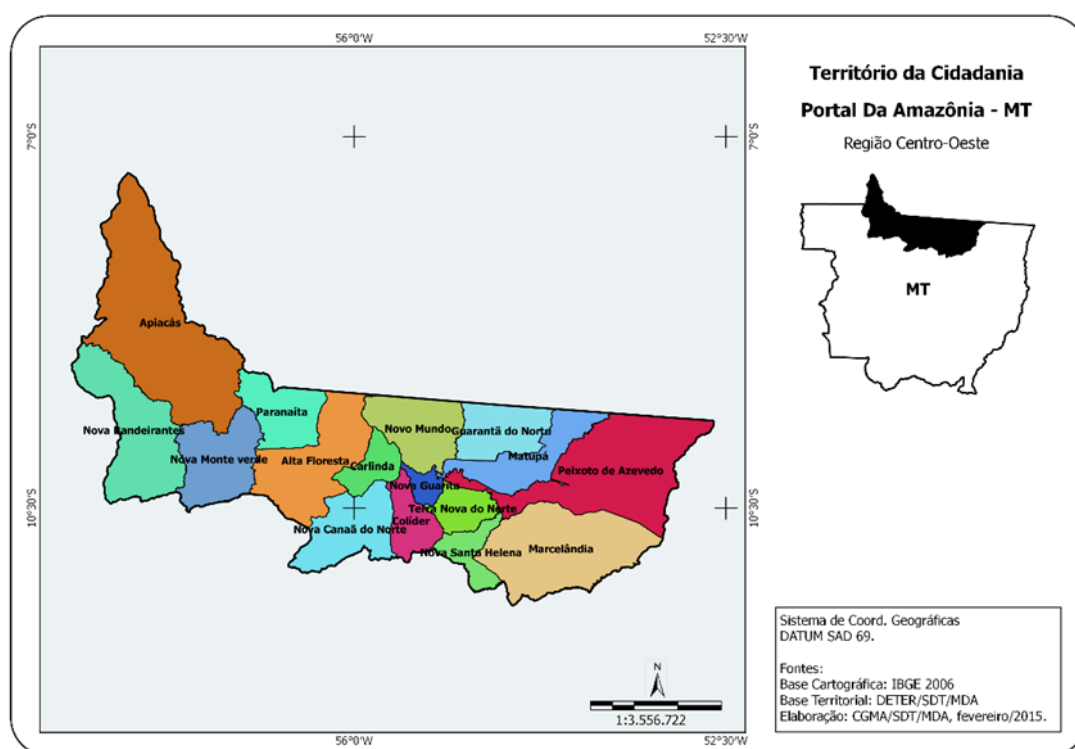 56°0'W
52°30'W
7°0'S
7°0'S
Apiacás
Nova Bandeirantes
Nova Monte verde
Paranaíta
Alta Floresta
Carlinda
Novo Mundo
Guarantã do Norte
Matupá
Peixoto de Azevedo
Nova Guarita
Terra Nova do Norte
Nova Canaã do Norte
Colíder
Nova Santa Helena
Marcelândia
10°30'S
10°30'S
N
1:3.556.722
56°0'W
52°30'W
Território da Cidadania
Portal Da Amazônia - MT
Região Centro-Oeste
MT
Sistema de Coord. Geográficas
DATUM SAD 69.
Fontes:
Base Cartográfica: IBGE 2006
Base Territorial: DETER/SDT/MDA
Elaboração: CGMA/SDT/MDA, fevereiro/2015.